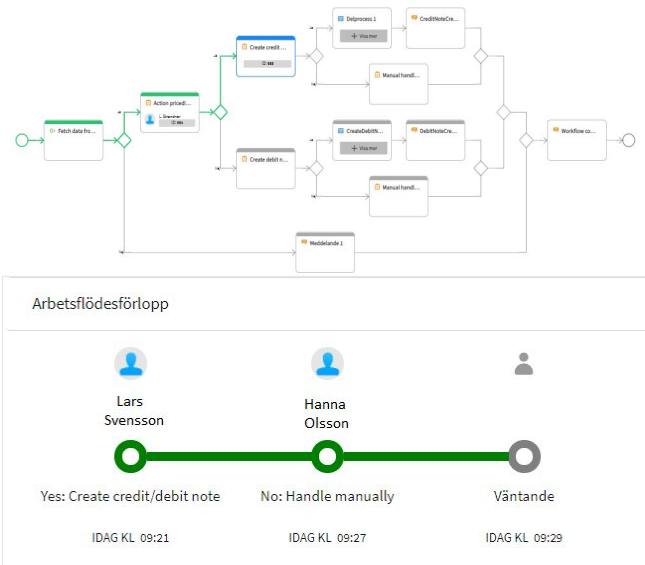 Delprocess 1
CreditNoteCre...
Visa mer
Create credit ...
Manual handl...
Action pricedi...
Fetch data fro...
CreateDebitN...
DebitNoteCre...
Workflow co...
Visa mer
Create debit n...
Manual handl...
Meddelande 1
Arbetsflödesförlopp
Lars
Svensson
Hanna
Olsson
Yes: Create credit/debit note
No: Handle manually
Väntande
IDAG KL 09:21
IDAG KL 09:27
IDAG KL 09:29